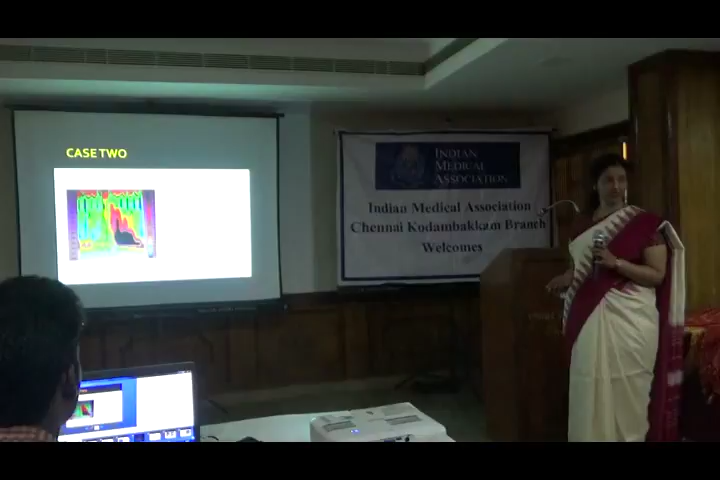 CASE TWO
INDIAN
MEDICAL
ASSOCIATION
Indian Medical Association
Chennai Kodambakkam Branch
Welcomes